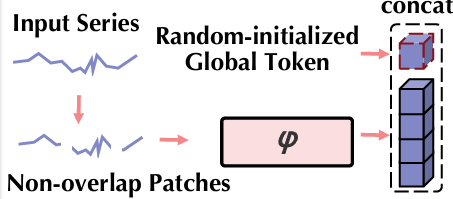 concat
Input Series
Random-initialized
Global Token
φ
Non-overlap Patches